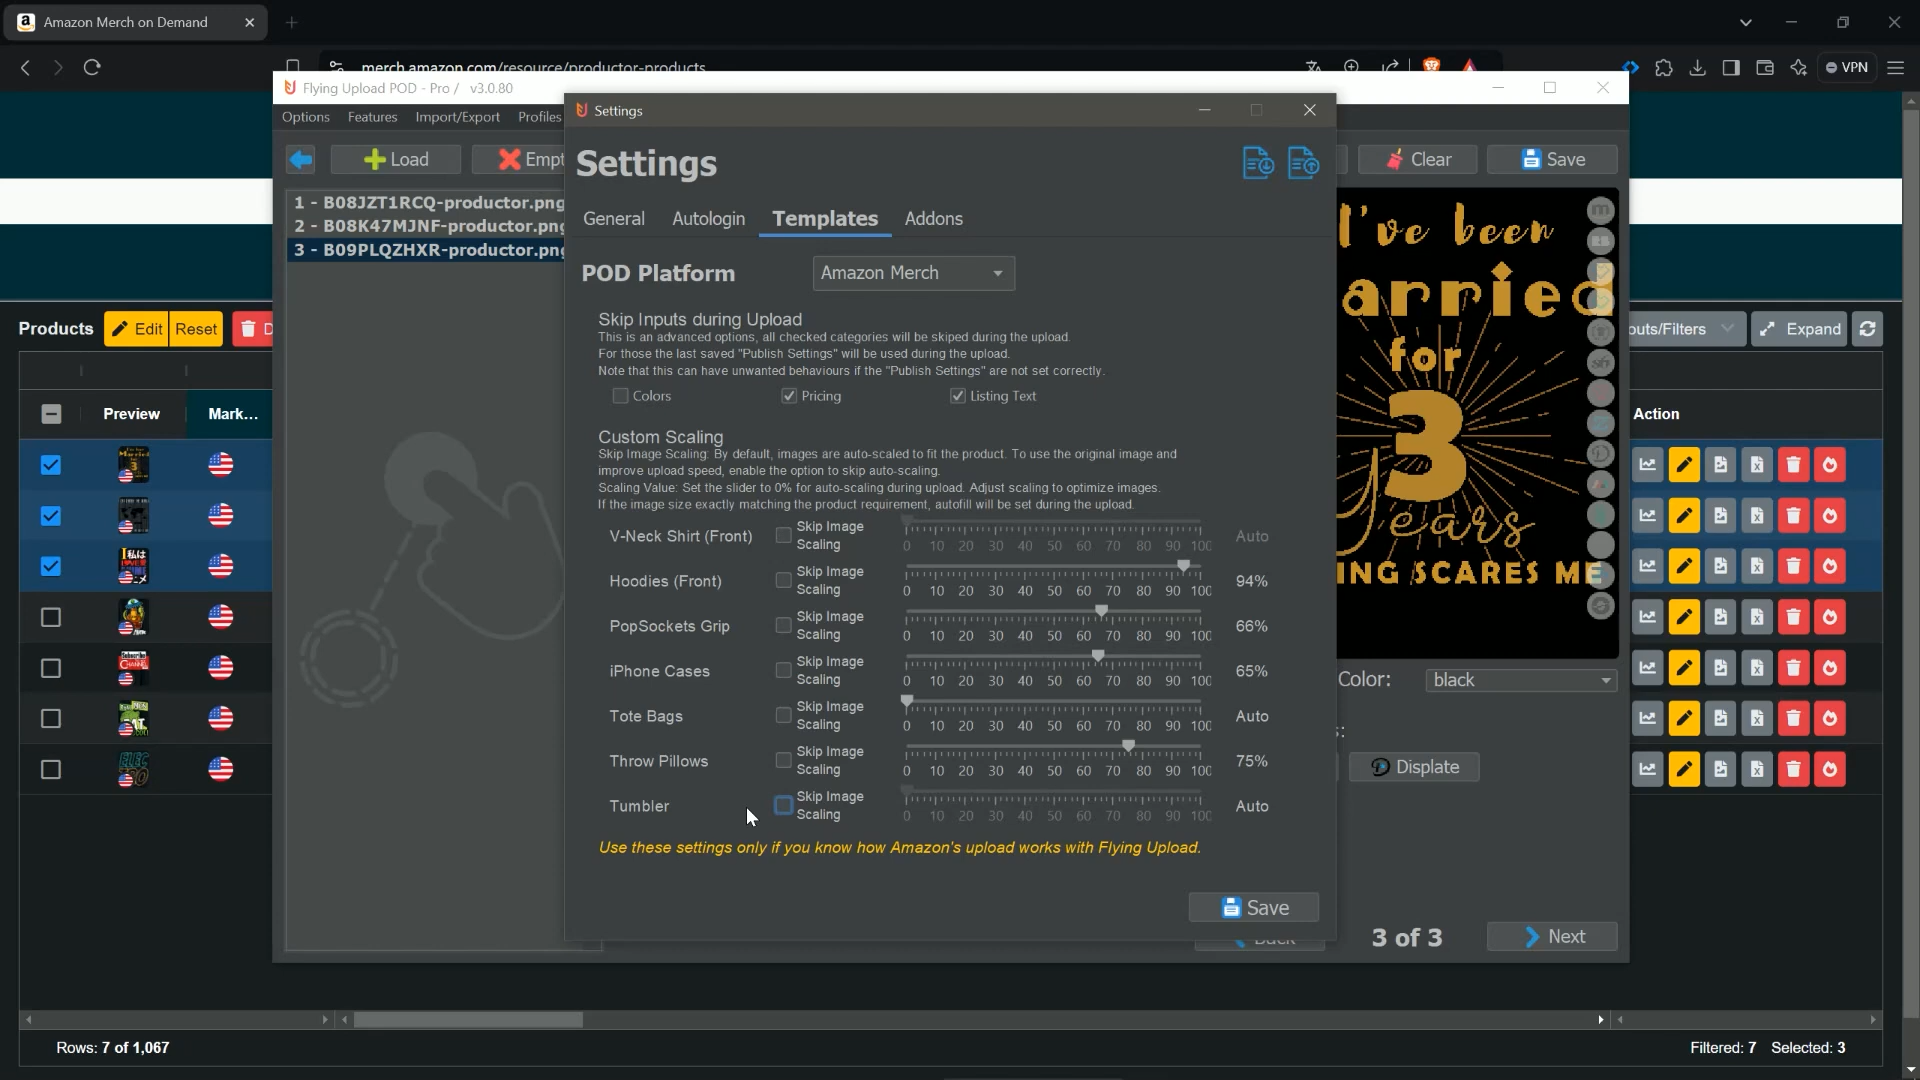 Amazon Merch on Demand
merch.amazon.com/resource/productor-products
VPN
Flying Upload POD - Pro / v3.0.80
Options Features Import/Export Profiles
Load
Empt
Clear
Save
1 - B08JZT1RCQ-productor.png
2 - B08K47MJNF-productor.png
3 - B09PLQZHXR-productor.png
Settings
Settings
General Autologin Templates Addons
POD Platform
Amazon Merch
Skip Inputs during Upload
This is an advanced options, all checked categories will be skiped during the upload.
For those the last saved "Publish Settings" will be used during the upload.
Note that this can have unwanted behaviours if the "Publish Settings" are not set correctly.
Colors
Pricing
Listing Text
Custom Scaling
Skip Image Scaling: By default, images are auto-scaled to fit the product. To use the original image and
improve upload speed, enable the option to skip auto-scaling.
Scaling Value: Set the slider to 0% for auto-scaling during upload. Adjust scaling to optimize images.
If the image size exactly matching the product requirement, autofill will be set during the upload.
V-Neck Shirt (Front)
Skip Image
Scaling
0 10 20 30 40 50 60 70 80 90 100
Auto
Hoodies (Front)
Skip Image
Scaling
0 10 20 30 40 50 60 70 80 90 100
94%
PopSockets Grip
Skip Image
Scaling
0 10 20 30 40 50 60 70 80 90 100
66%
iPhone Cases
Skip Image
Scaling
0 10 20 30 40 50 60 70 80 90 100
65%
Tote Bags
Skip Image
Scaling
0 10 20 30 40 50 60 70 80 90 100
Auto
Throw Pillows
Skip Image
Scaling
0 10 20 30 40 50 60 70 80 90 100
75%
Tumbler
Skip Image
Scaling
0 10 20 30 40 50 60 70 80 90 100
Auto
Use these settings only if you know how Amazon's upload works with Flying Upload.
Save
I've been
arried
for
3
Years
ING SCARES ME
Color:
black
s:
Displate
Back
3 of 3
Next
Products
Edit
Reset
D
outs/Filters
Expand
Preview
Mark...
Action
Rows: 7 of 1,067
Filtered: 7 Selected: 3